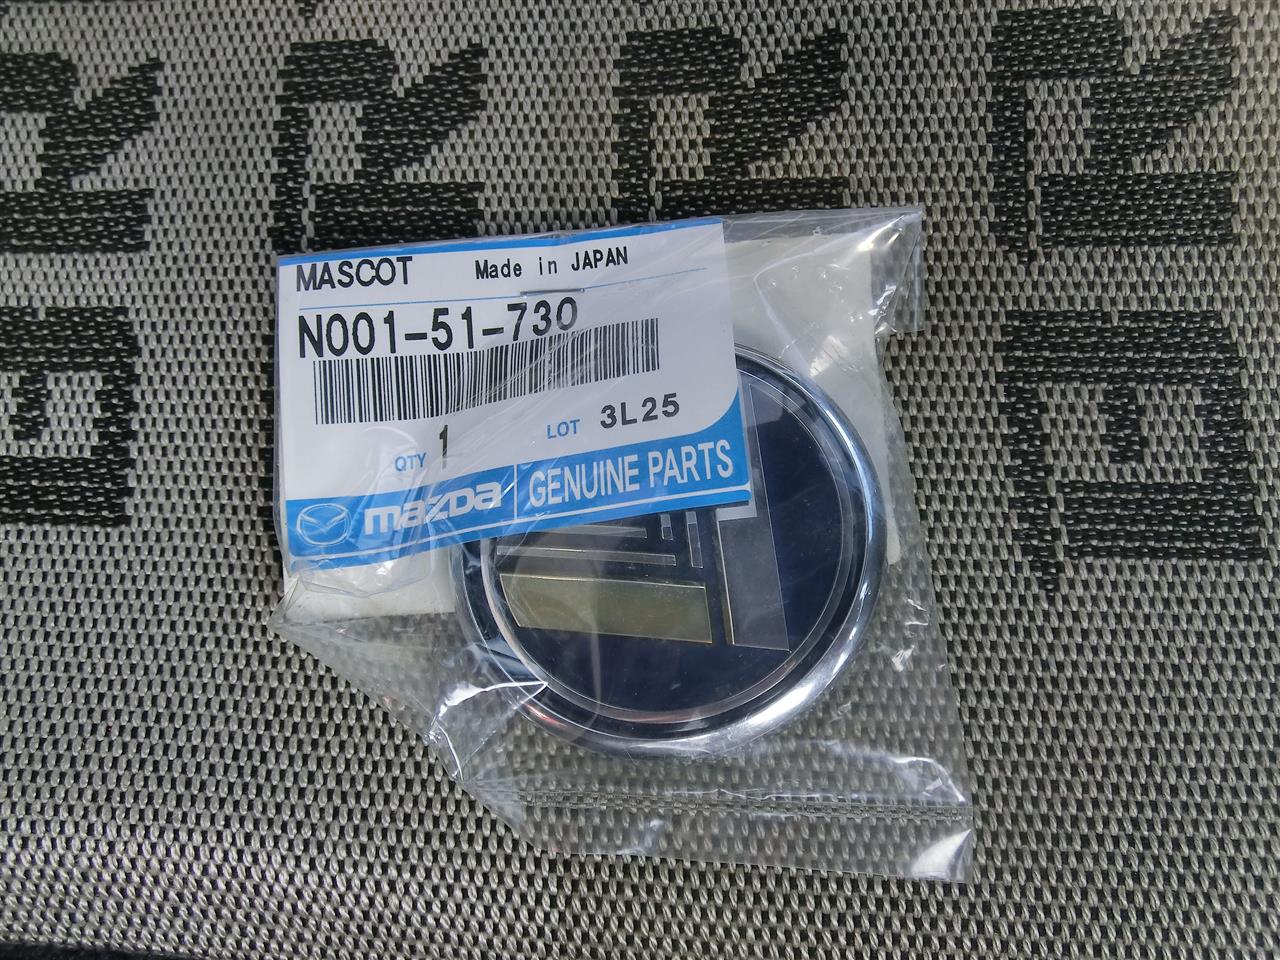 MASCOT Made in JAPAN
N001-51-730
QTY 1 LOT 3L25
mazda GENUINE PARTS